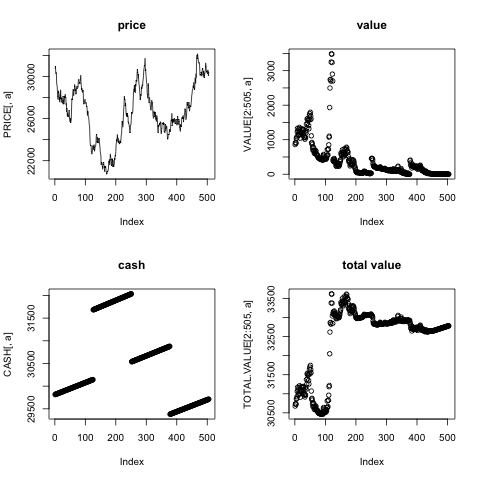 price
PRICE[, a]
22000 26000 30000
0 100 200 300 400 500
Index
value
VALUE[2:505, a]
0 1000 2000 3000
0 100 200 300 400 500
Index
cash
CASH[, a]
29500 30500 31500
0 100 200 300 400 500
Index
total value
TOTAL.VALUE[2:505, a]
30500 31500 32500 33500
0 100 200 300 400 500
Index